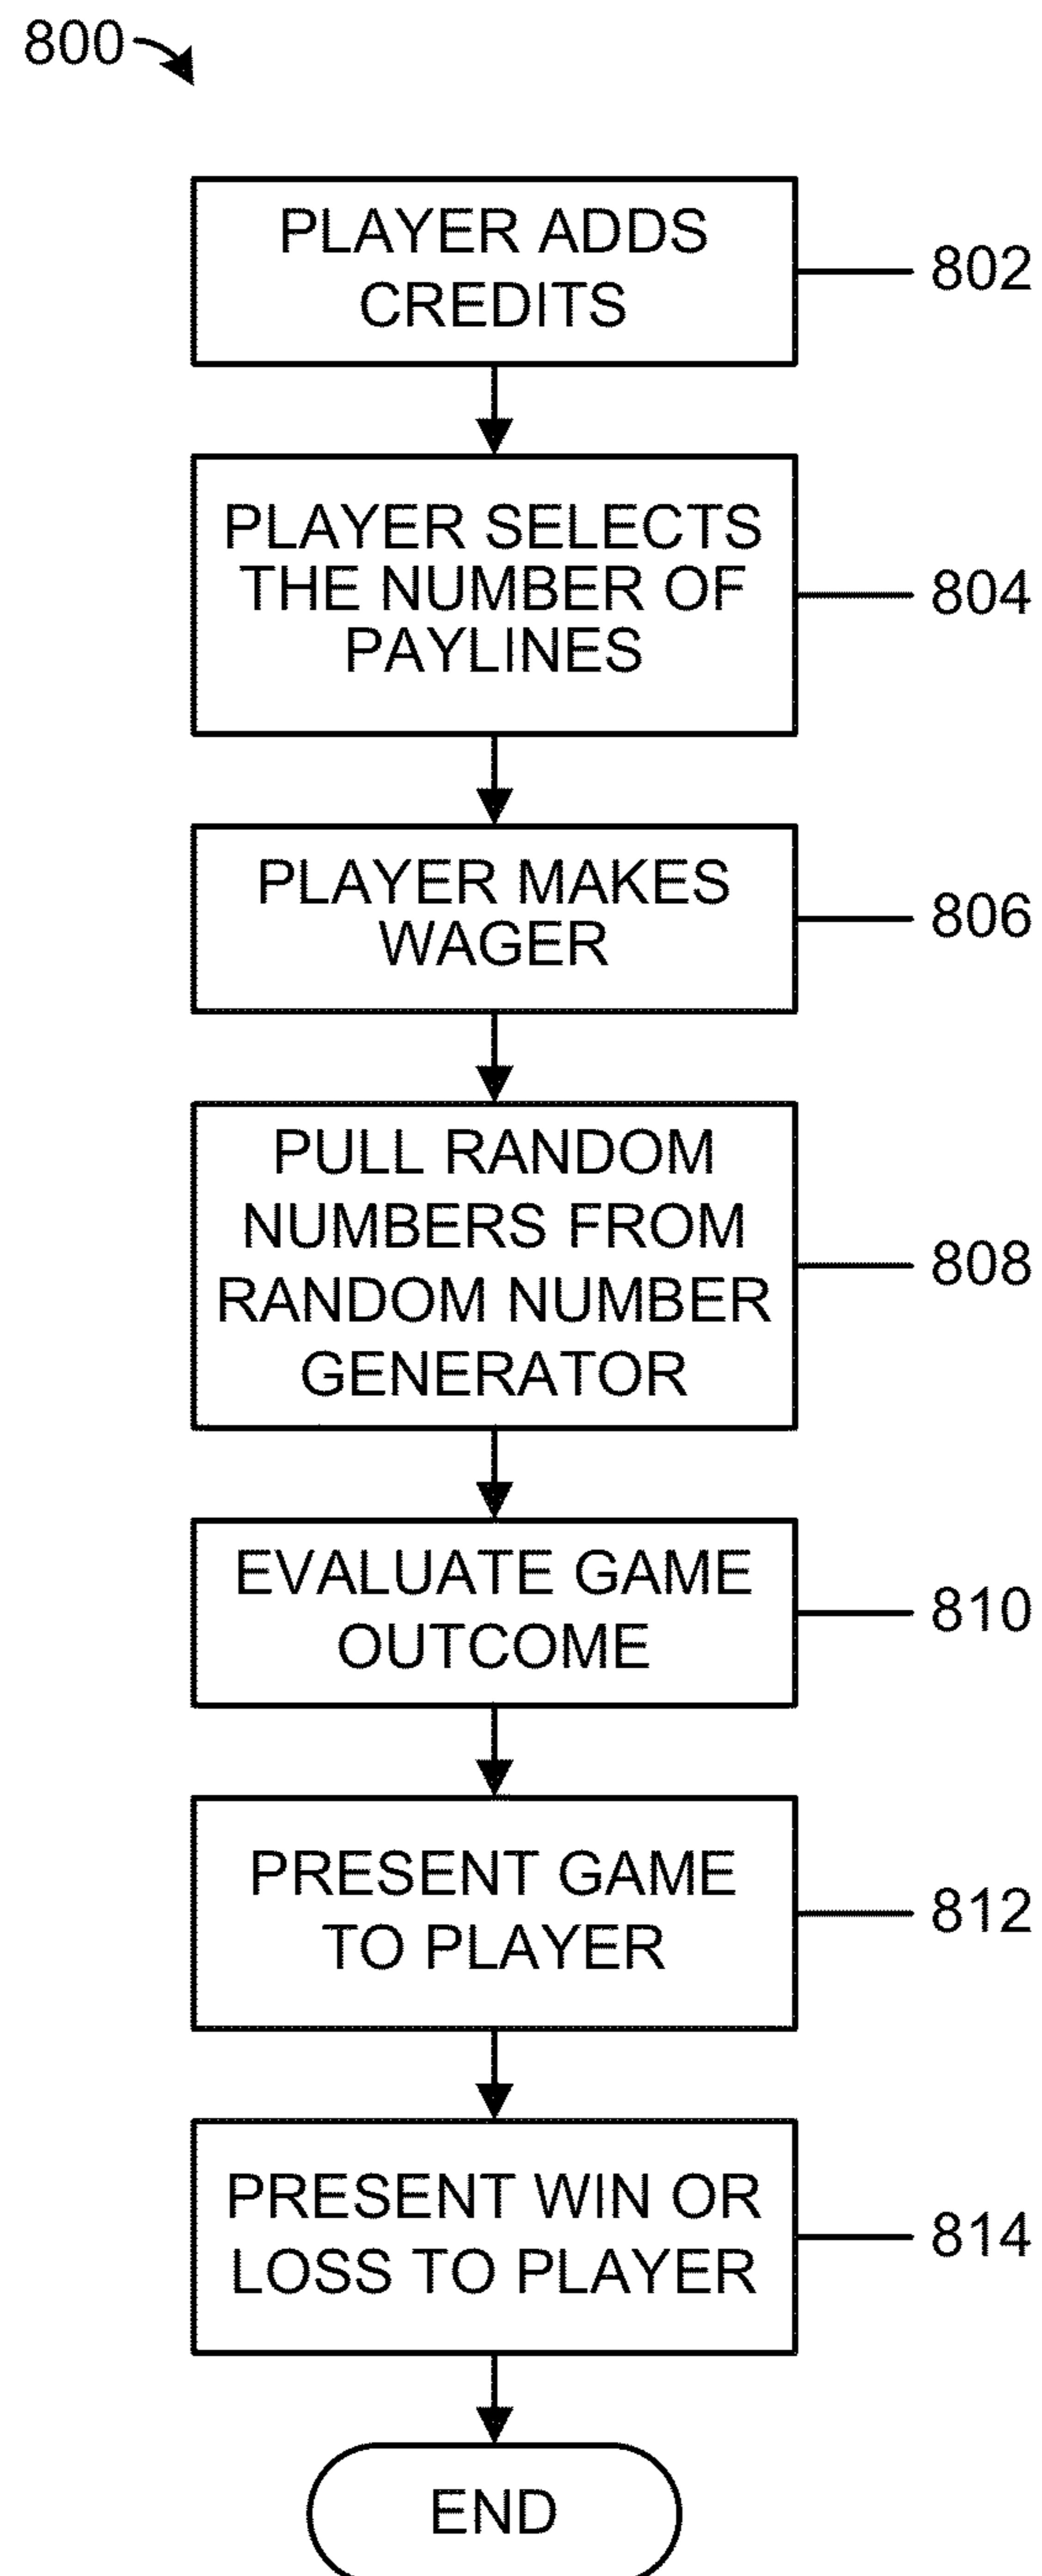 800
PLAYER ADDS
CREDITS
802
PLAYER SELECTS
THE NUMBER OF
PAYLINES
804
PLAYER MAKES
WAGER
806
PULL RANDOM
NUMBERS FROM
RANDOM NUMBER
GENERATOR
808
EVALUATE GAME
OUTCOME
810
PRESENT GAME
TO PLAYER
812
PRESENT WIN OR
LOSS TO PLAYER
814
END